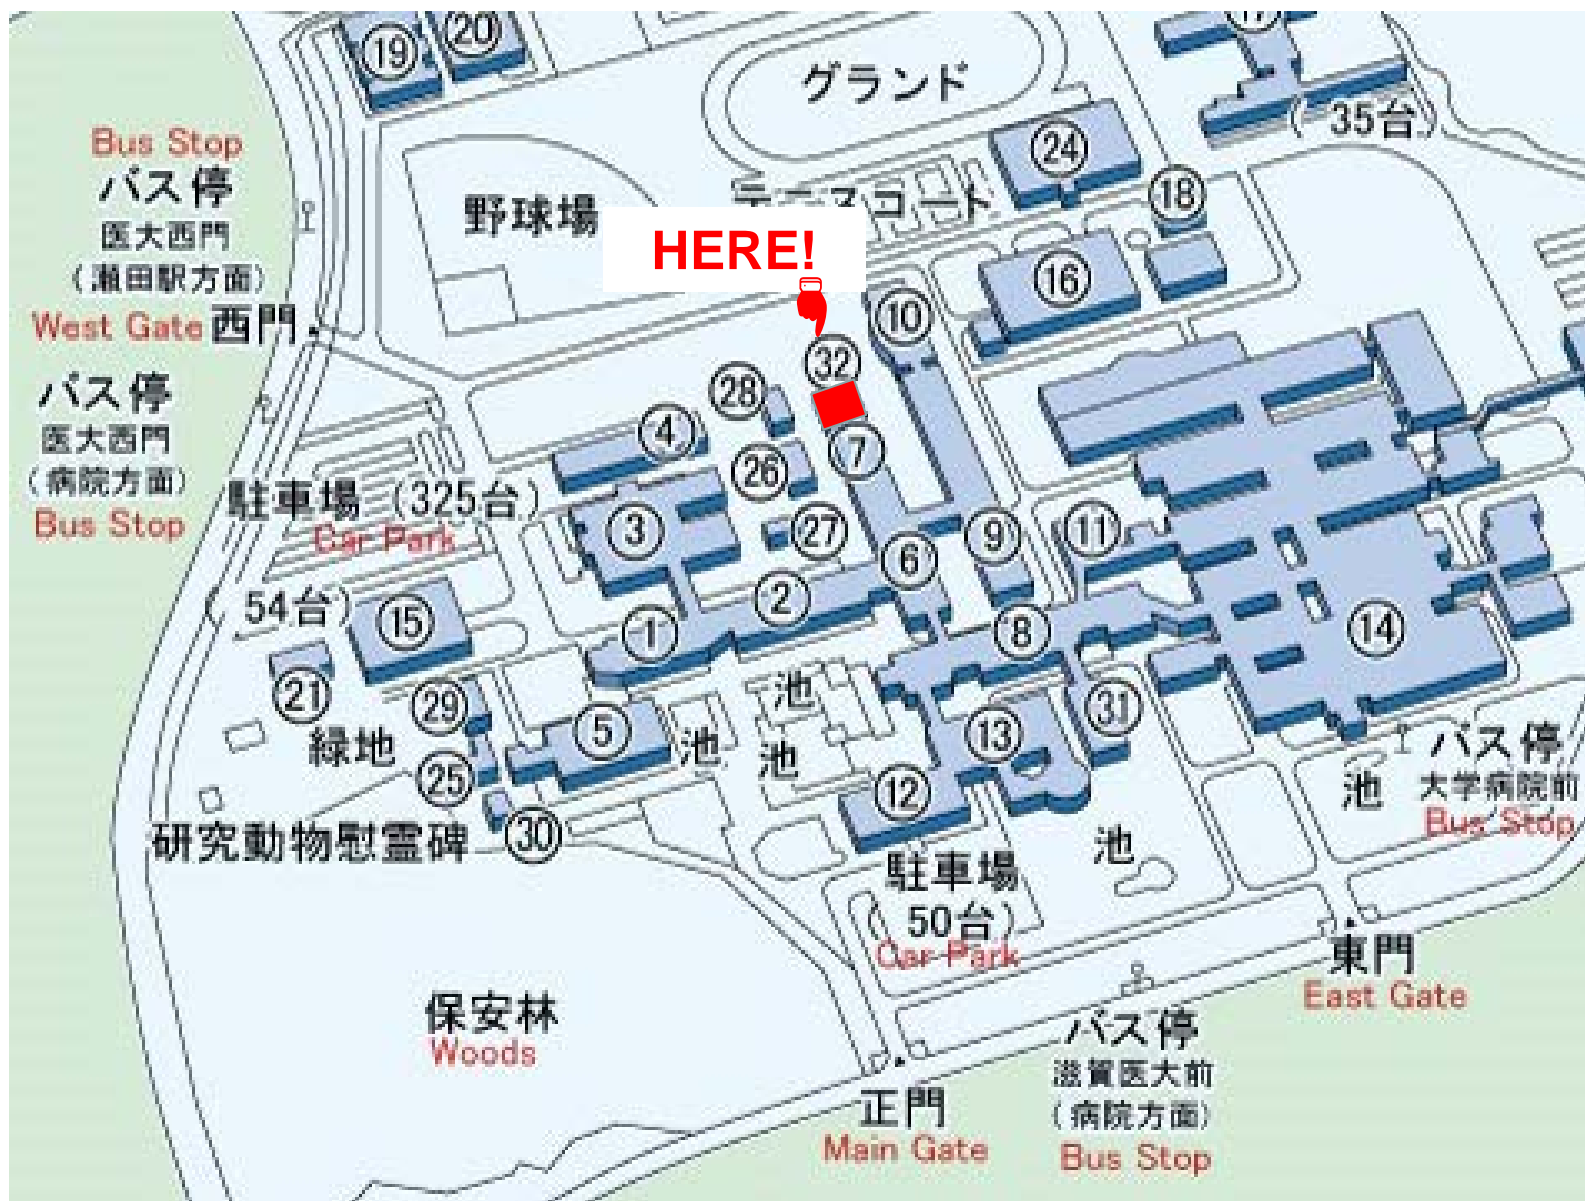 ⑲
⑳
⑰
グランド
(35台)
㉔
⑱
Bus Stop
バス停
医大西門
(瀬田駅方面)
West Gate 西門
野球場
テニスコート
HERE!
⑯
⑩
㉜
㉘
バス停
医大西門
(病院方面)
Bus Stop
④
⑦
㉖
駐車場 (325台)
Car Park
③
㉗
⑥
⑨
⑪
54台)
⑮
②
①
⑧
⑭
㉑
㉙
緑地
⑤
池
池
池
⑬
㉛
㉕
⑫
㉚
研究動物慰霊碑
バス停
大学病院前
Bus Stop
池
池
駐車場
(50台)
Car Park
東門
East Gate
保安林
Woods
バス停
滋賀医大前
(病院方面)
Bus Stop
正門
Main Gate